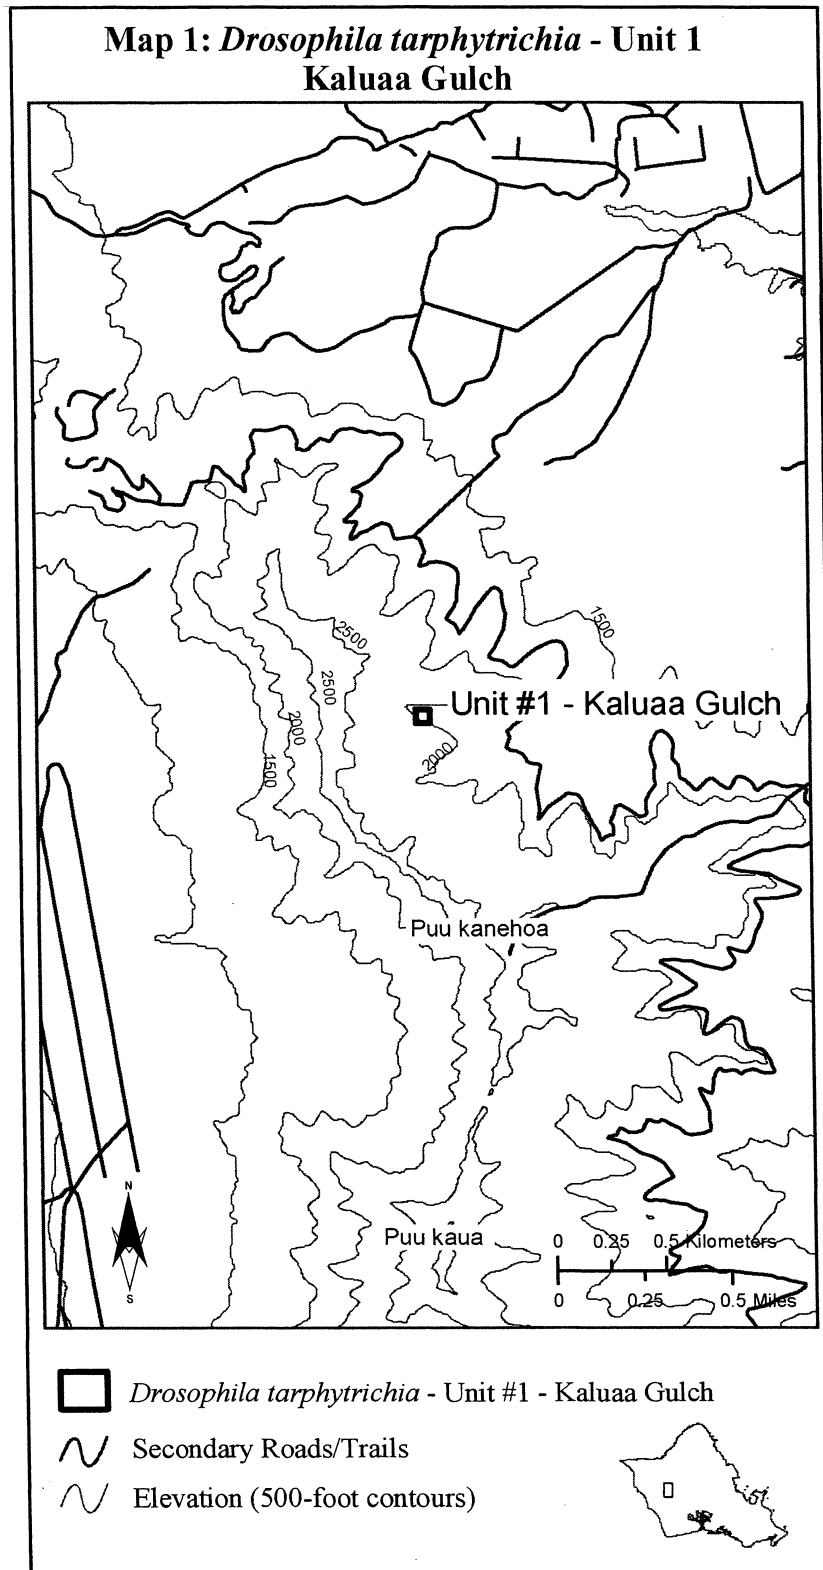 Map 1: Drosophila tarphytrichia - Unit 1
Kaluaa Gulch
1500
2500
2500
Unit #1 - Kaluaa Gulch
2000
2000
1500
Puu kanehoa
N
Puu kaua
0 0.25 0.5 Kilometers
S
0 0.25 0.5 Miles
Drosophila tarphytrichia - Unit #1 - Kaluaa Gulch
Secondary Roads/Trails
Elevation (500-foot contours)